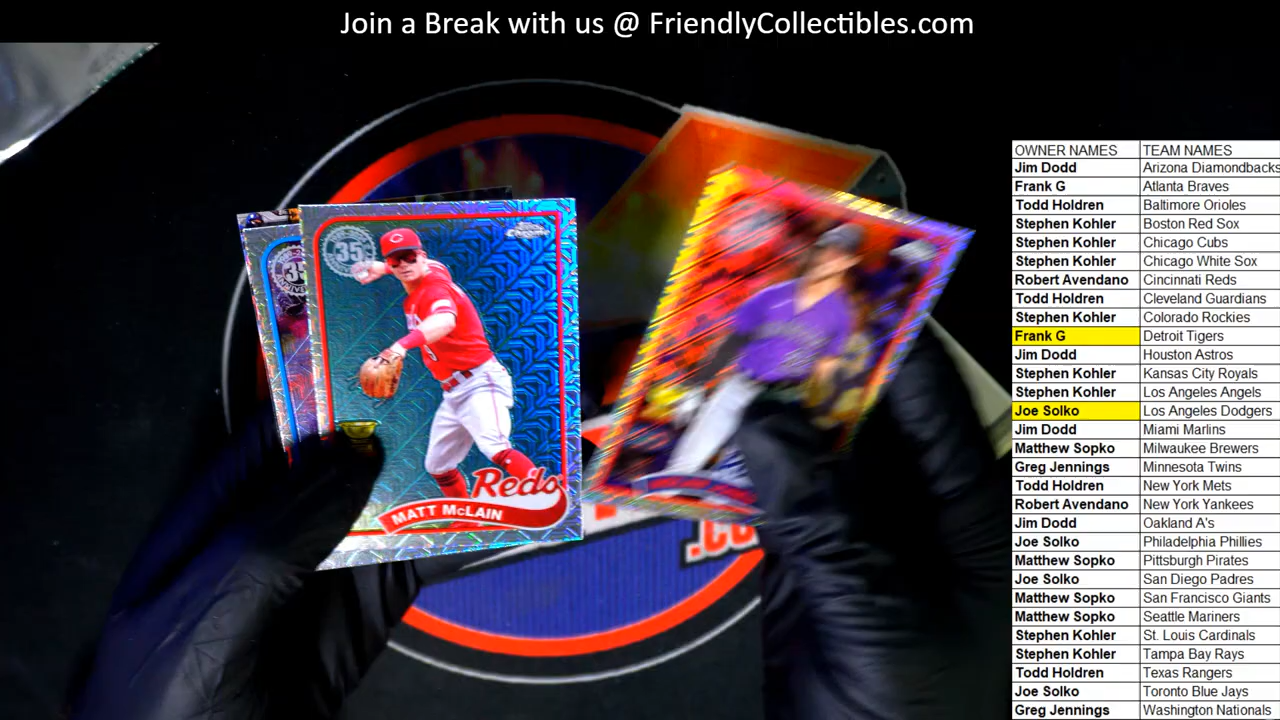 Join a Break with us @ FriendlyCollectibles.com
OWNER NAMES TEAM NAMES
Jim Dodd Arizona Diamondbacks
Frank G Atlanta Braves
Todd Holdren Baltimore Orioles
Stephen Kohler Boston Red Sox
Stephen Kohler Chicago Cubs
Stephen Kohler Chicago White Sox
Robert Avendano Cincinnati Reds
Todd Holdren Cleveland Guardians
Stephen Kohler Colorado Rockies
Frank G Detroit Tigers
Jim Dodd Houston Astros
Stephen Kohler Kansas City Royals
Stephen Kohler Los Angeles Angels
Joe Solko Los Angeles Dodgers
Jim Dodd Miami Marlins
Matthew Sopko Milwaukee Brewers
Greg Jennings Minnesota Twins
Todd Holdren New York Mets
Robert Avendano New York Yankees
Jim Dodd Oakland A's
Joe Solko Philadelphia Phillies
Matthew Sopko Pittsburgh Pirates
Joe Solko San Diego Padres
Matthew Sopko San Francisco Giants
Matthew Sopko Seattle Mariners
Stephen Kohler St. Louis Cardinals
Stephen Kohler Tampa Bay Rays
Todd Holdren Texas Rangers
Joe Solko Toronto Blue Jays
Greg Jennings Washington Nationals
Topps Chrome
35
35
Reds
MATT McLAIN
.co